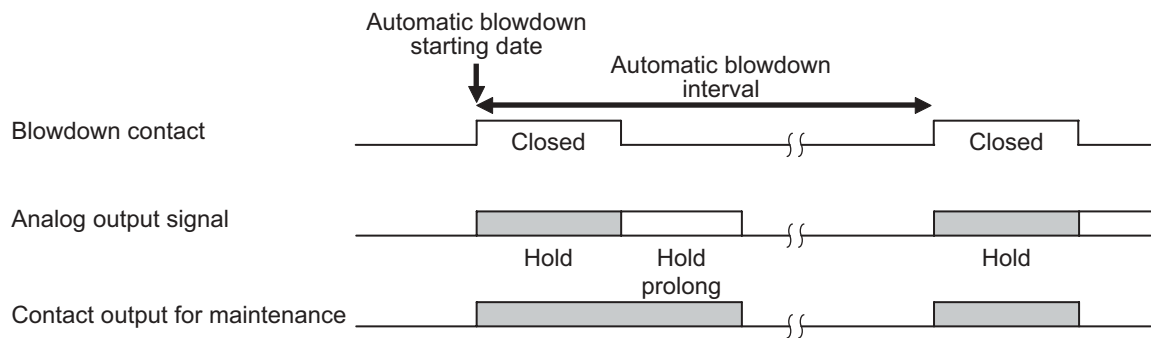 Automatic blowdown
starting date
Automatic blowdown
interval
Blowdown contact
Closed
Closed
Analog output signal
Hold
Hold
prolong
Hold
Contact output for maintenance